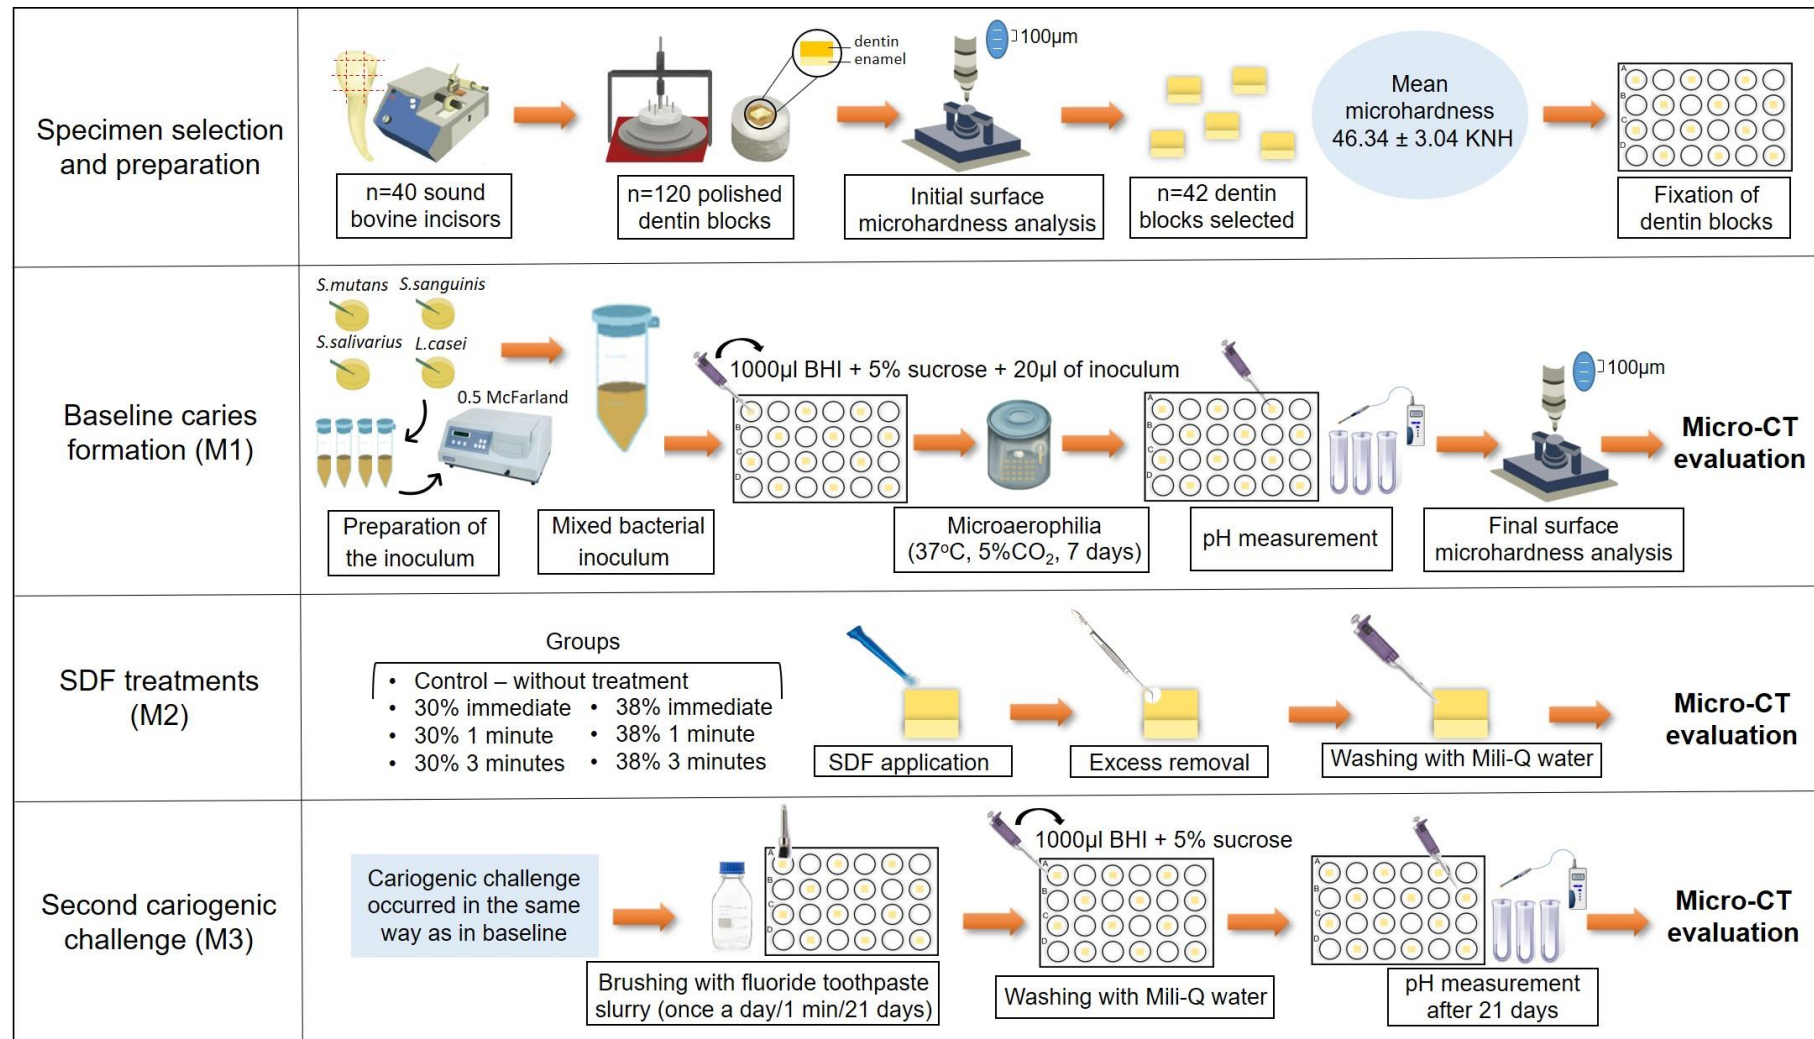 Specimen selection
and preparation
dentin
enamel
100µm
Mean
microhardness
46.34 ± 3.04 KNH
n=40 sound
bovine incisors
n=120 polished
dentin blocks
Initial surface
microhardness analysis
n=42 dentin
blocks selected
A
B
C
D
Fixation of
dentin blocks
Baseline caries
formation (M1)
S.mutans
S.sanguinis
S.salivarius
L.casei
0.5 McFarland
Preparation of
the inoculum
Mixed bacterial
inoculum
1000µl BHI + 5% sucrose + 20µl of inoculum
A
B
C
D
Microaerophilia
(37ºC, 5%CO₂, 7 days)
A
B
C
D
pH measurement
100µm
Final surface
microhardness analysis
Micro-CT
evaluation
SDF treatments
(M2)
Groups
• Control – without treatment
• 30% immediate • 38% immediate
• 30% 1 minute • 38% 1 minute
• 30% 3 minutes • 38% 3 minutes
SDF application
Excess removal
Washing with Mili-Q water
Micro-CT
evaluation
Second cariogenic
challenge (M3)
Cariogenic challenge
occurred in the same
way as in baseline
A
B
C
D
Brushing with fluoride toothpaste
slurry (once a day/1 min/21 days)
1000µl BHI + 5% sucrose
A
B
C
D
Washing with Mili-Q water
A
B
C
D
pH measurement
after 21 days
Micro-CT
evaluation